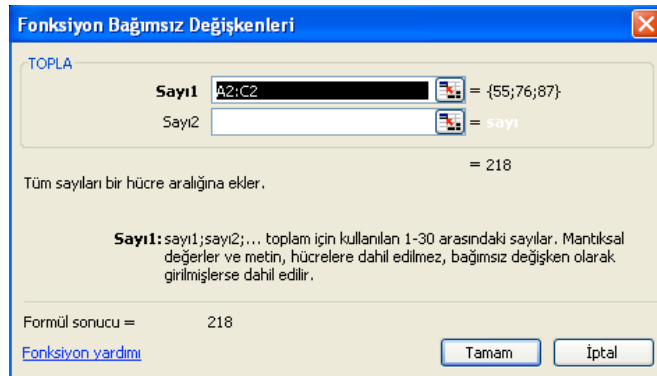 Fonksiyon Bağımsız Değişkenleri
TOPLA
Sayı1 A2:C2 = {55;76;87}
Sayı2 = sayı
= 218
Tüm sayıları bir hücre aralığına ekler.
Sayı1: sayı1;sayı2;... toplam için kullanılan 1-30 arasındaki sayılar. Mantıksal
değerler ve metin, hücrelere dahil edilmez, bağımsız değişken olarak
girilmişlerse dahil edilir.
Formül sonucu = 218
Fonksiyon yardımı Tamam İptal